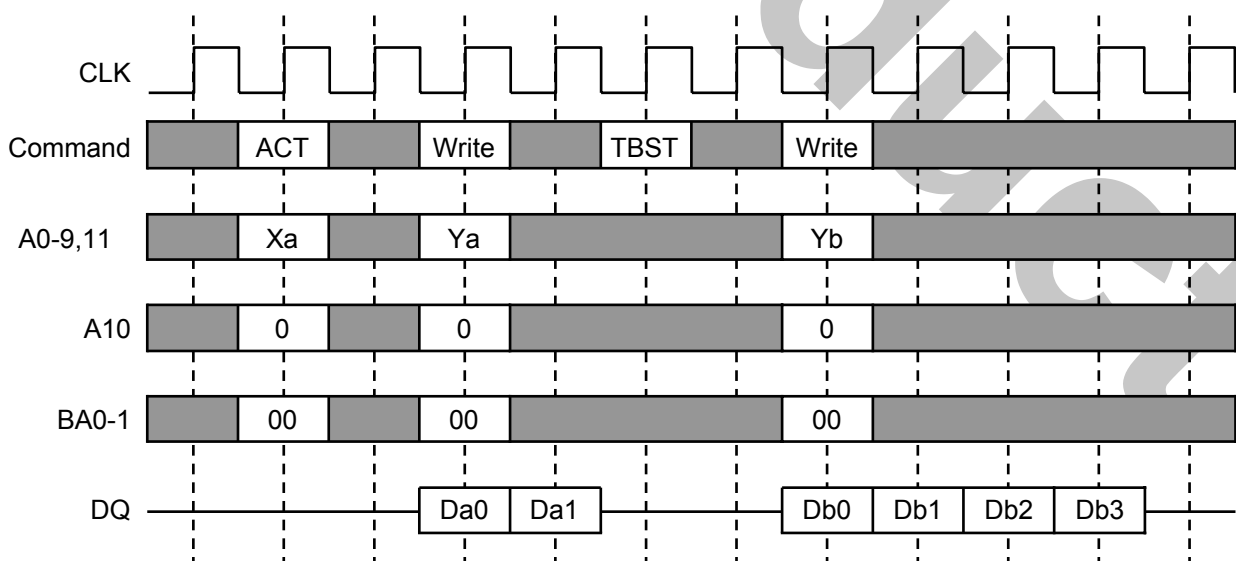 CLK
Command ACT Write TBST Write
A0-9,11 Xa Ya Yb
A10 0 0 0
BA0-1 00 00 00
DQ Da0 Da1 Db0 Db1 Db2 Db3
duct